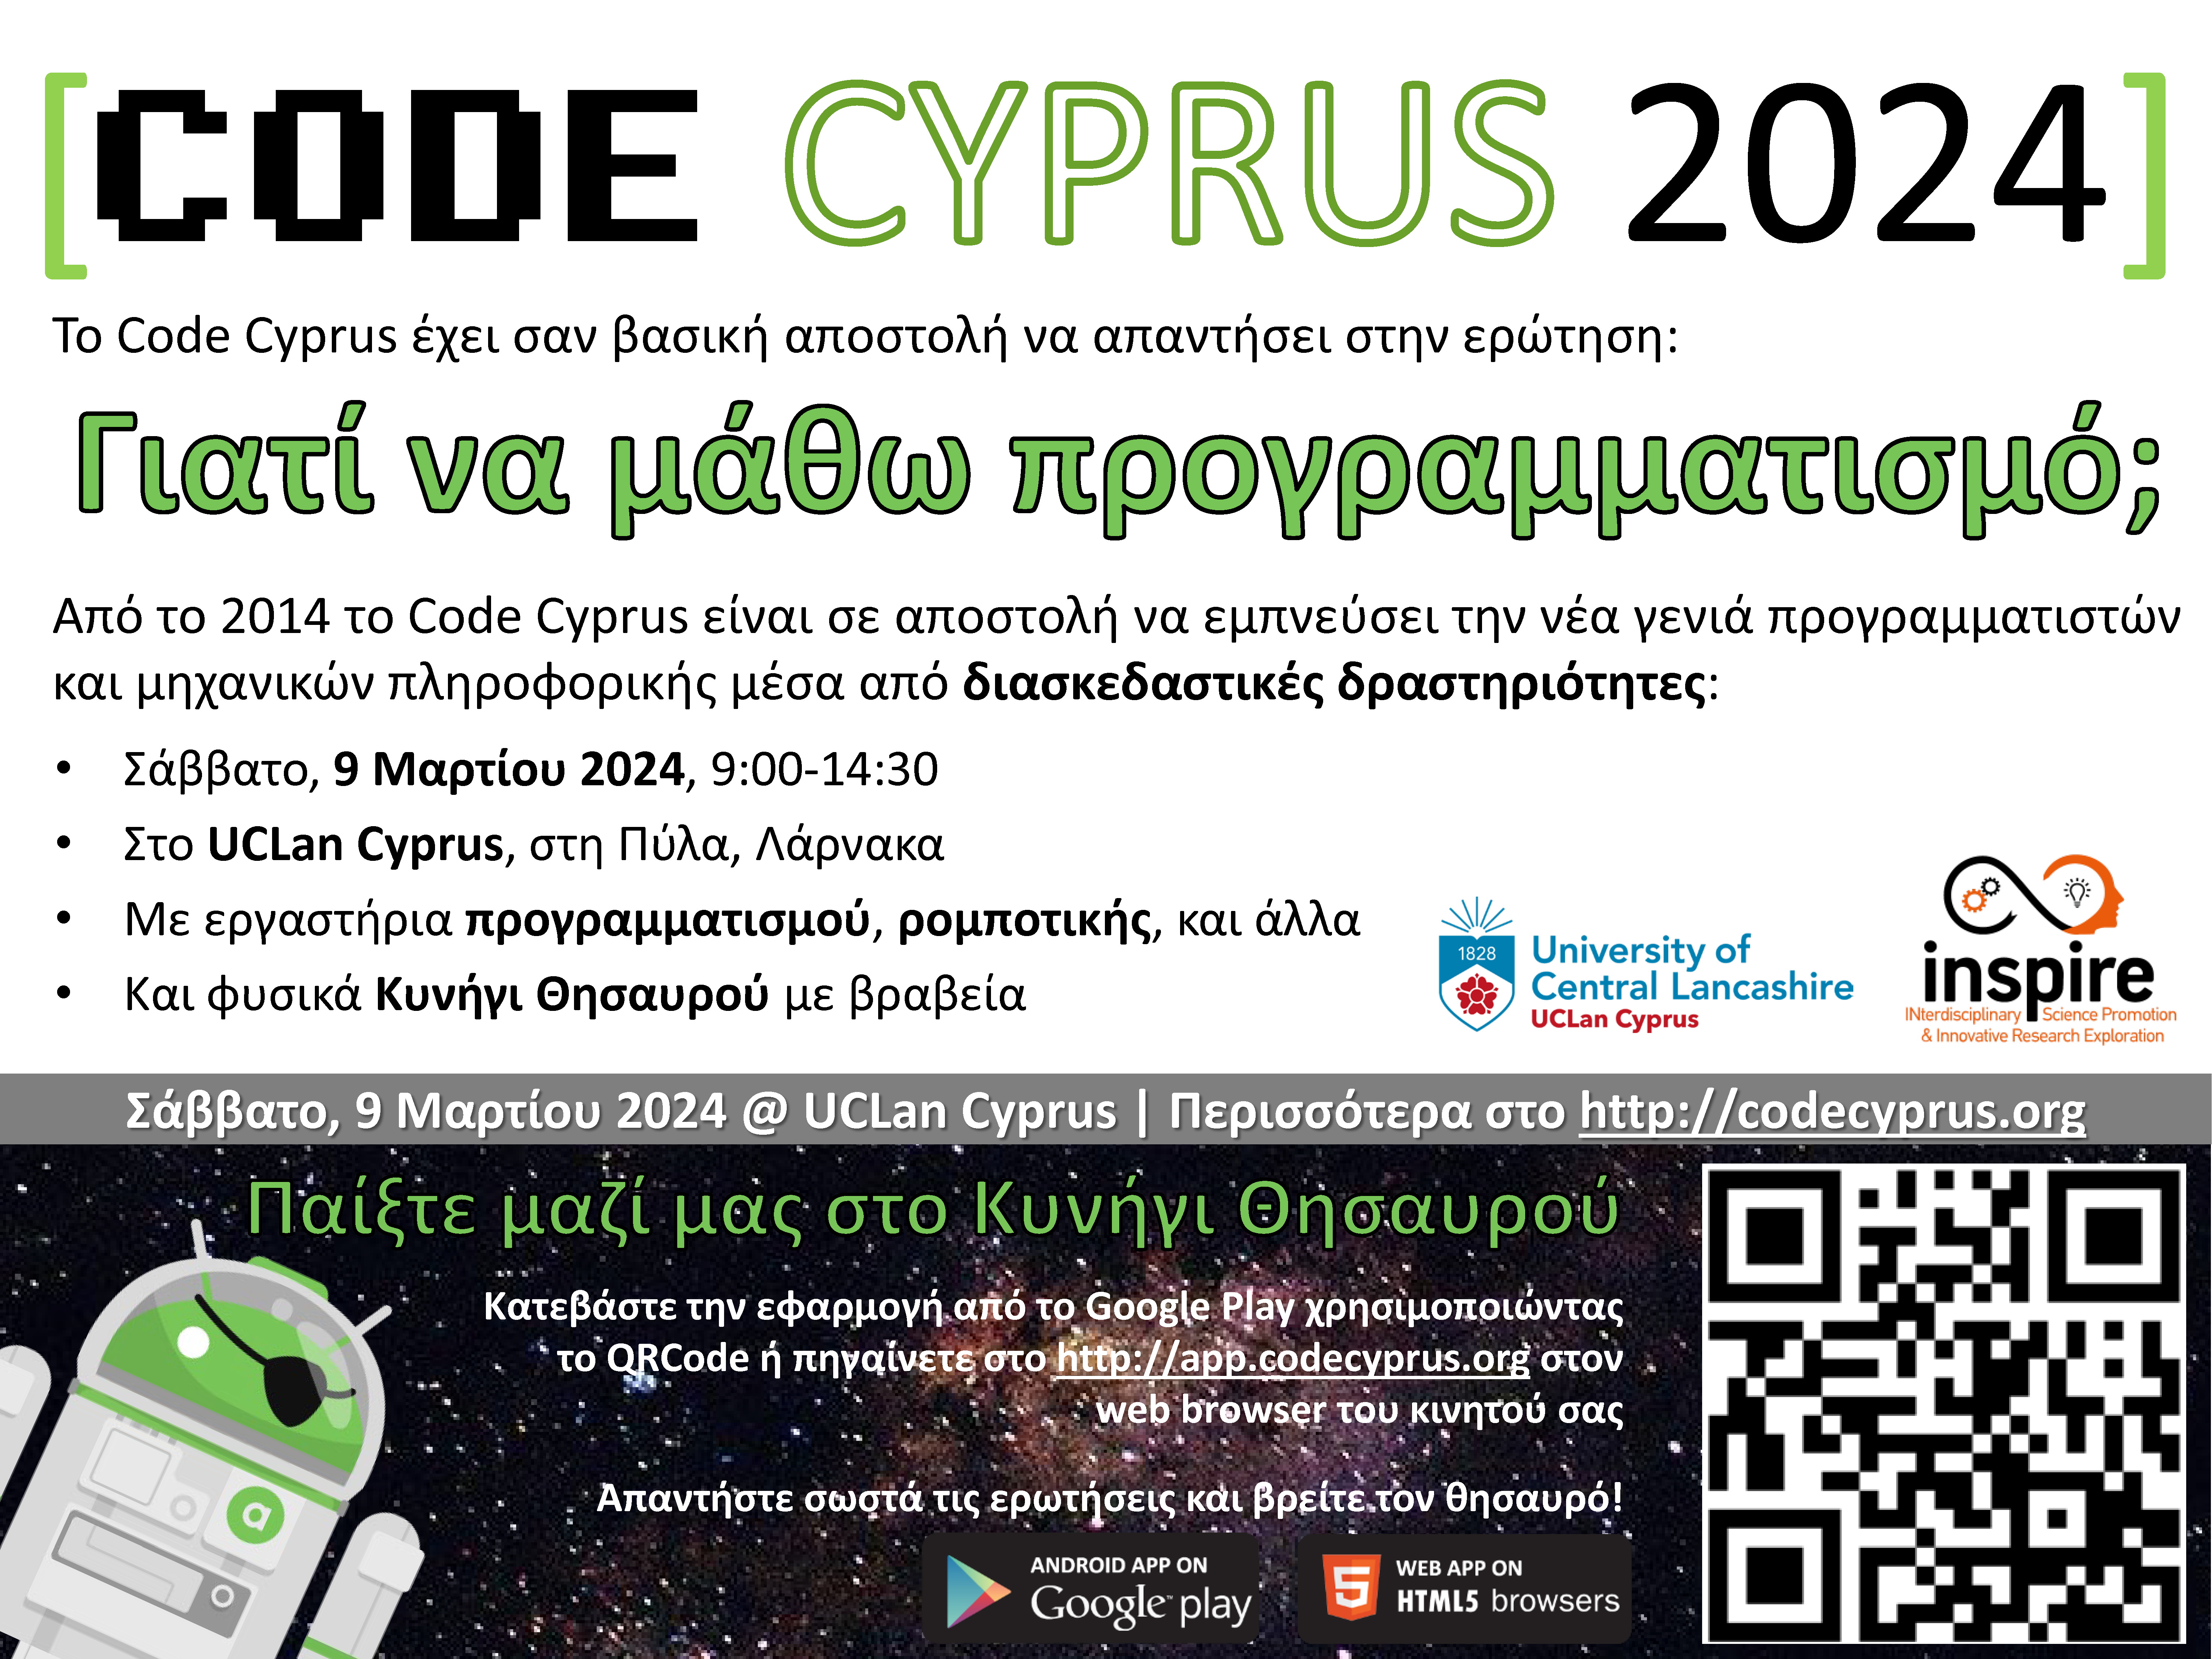 [CODE CYPRUS 2024]
Το Code Cyprus έχει σαν βασική αποστολή να απαντήσει στην ερώτηση:
Γιατί να μάθω προγραμματισμό;
Από το 2014 το Code Cyprus είναι σε αποστολή να εμπνεύσει την νέα γενιά προγραμματιστών
και μηχανικών πληροφορικής μέσα από διασκεδαστικές δραστηριότητες:
• Σάββατο, 9 Μαρτίου 2024, 9:00-14:30
• Στο UCLan Cyprus, στη Πύλα, Λάρνακα
• Με εργαστήρια προγραμματισμού, ρομποτικής, και άλλα
• Και φυσικά Κυνήγι Θησαυρού με βραβεία
1828
University of
Central Lancashire
UCLan Cyprus
inspire
INterdisciplinary Science Promotion
& Innovative Research Exploration
Σάββατο, 9 Μαρτίου 2024 @ UCLan Cyprus | Περισσότερα στο http://codecyprus.org
Παίξτε μαζί μας στο Κυνήγι Θησαυρού
Κατεβάστε την εφαρμογή από το Google Play χρησιμοποιώντας
το QRCode ή πηγαίνετε στο http://app.codecyprus.org στον
web browser του κινητού σας
Απαντήστε σωστά τις ερωτήσεις και βρείτε τον θησαυρό!
a
ANDROID APP ON
Google™ play
5
WEB APP ON
HTML5 browsers